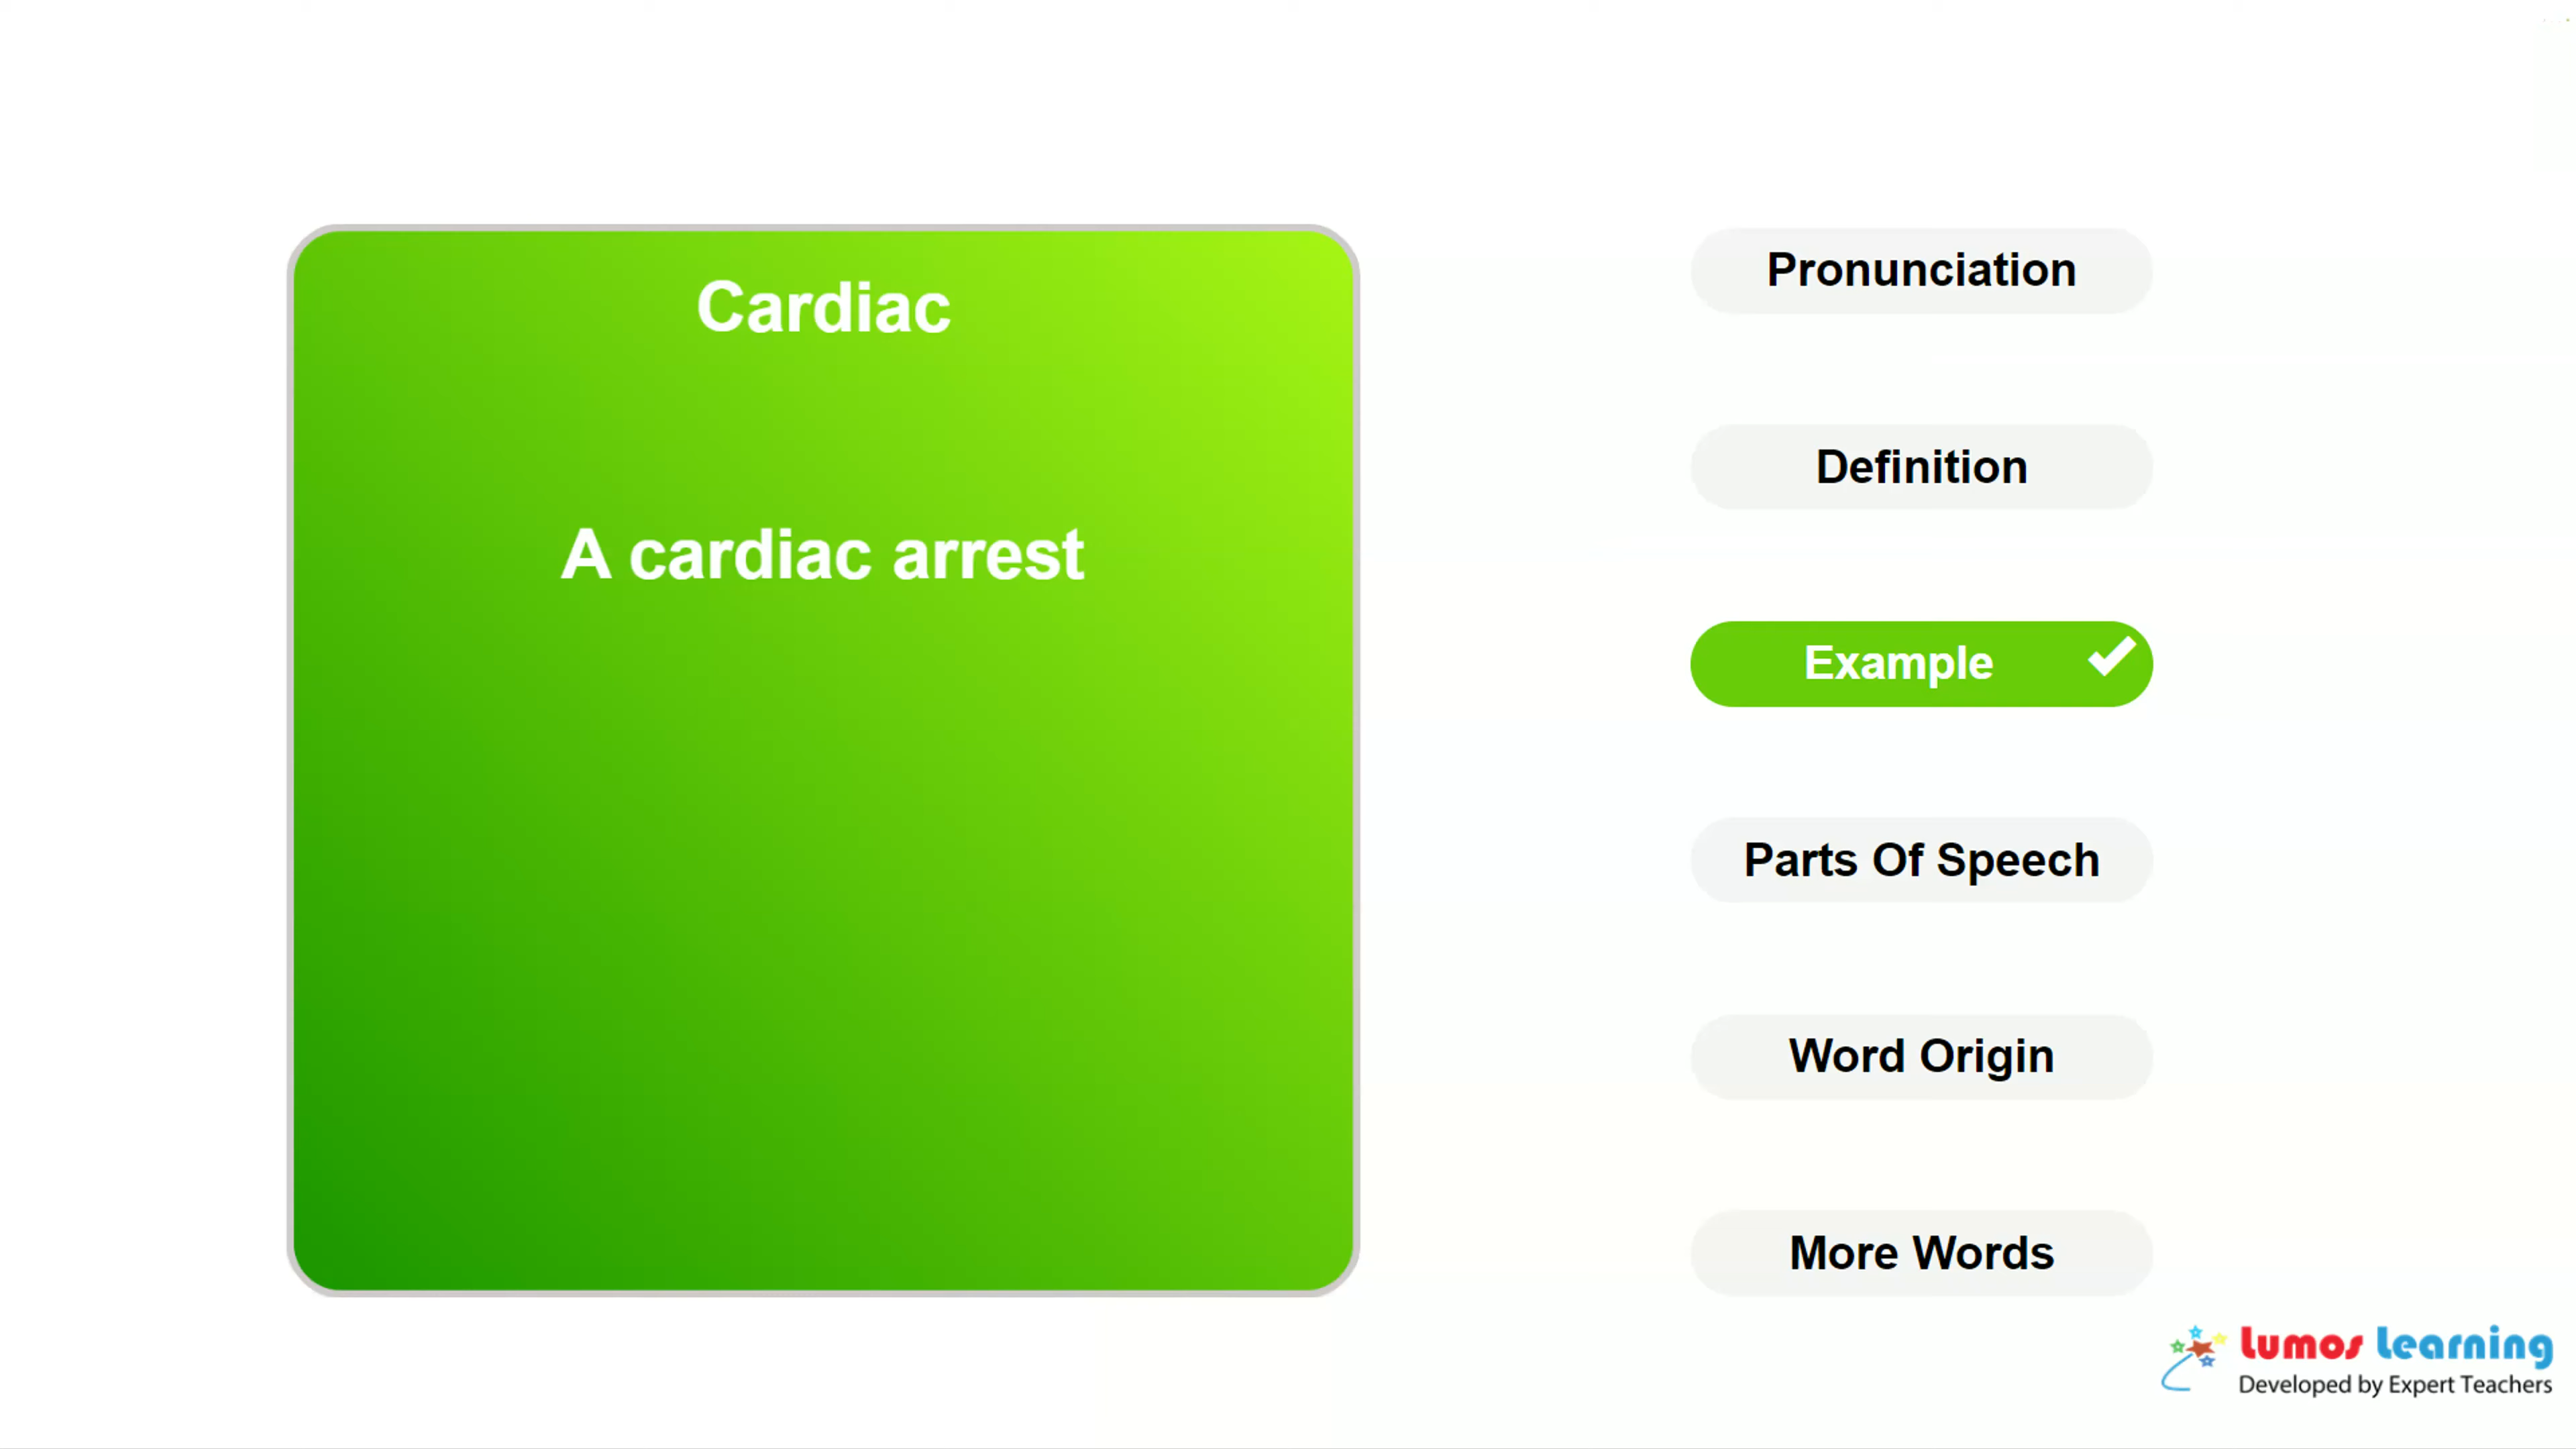 Cardiac
A cardiac arrest
Pronunciation
Definition
Example
Parts Of Speech
Word Origin
More Words
Lumos Learning
Developed by Expert Teachers